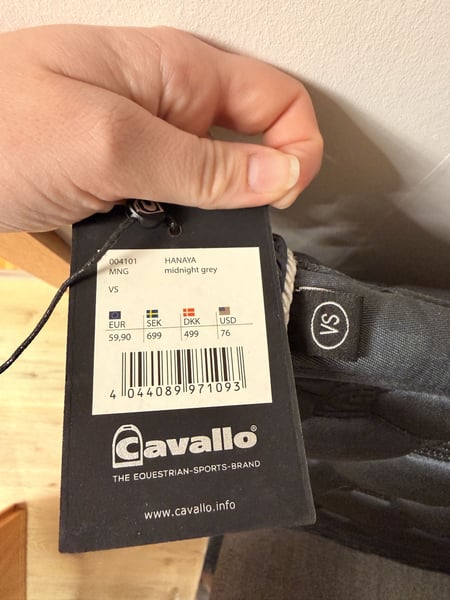 004101 HANAYA
MNG midnight grey
VS
EUR SEK DKK USD
59,90 699 499 76
4 044089 971093
Cavallo®
THE EQUESTRIAN-SPORTS-BRAND
www.cavallo.info
VS